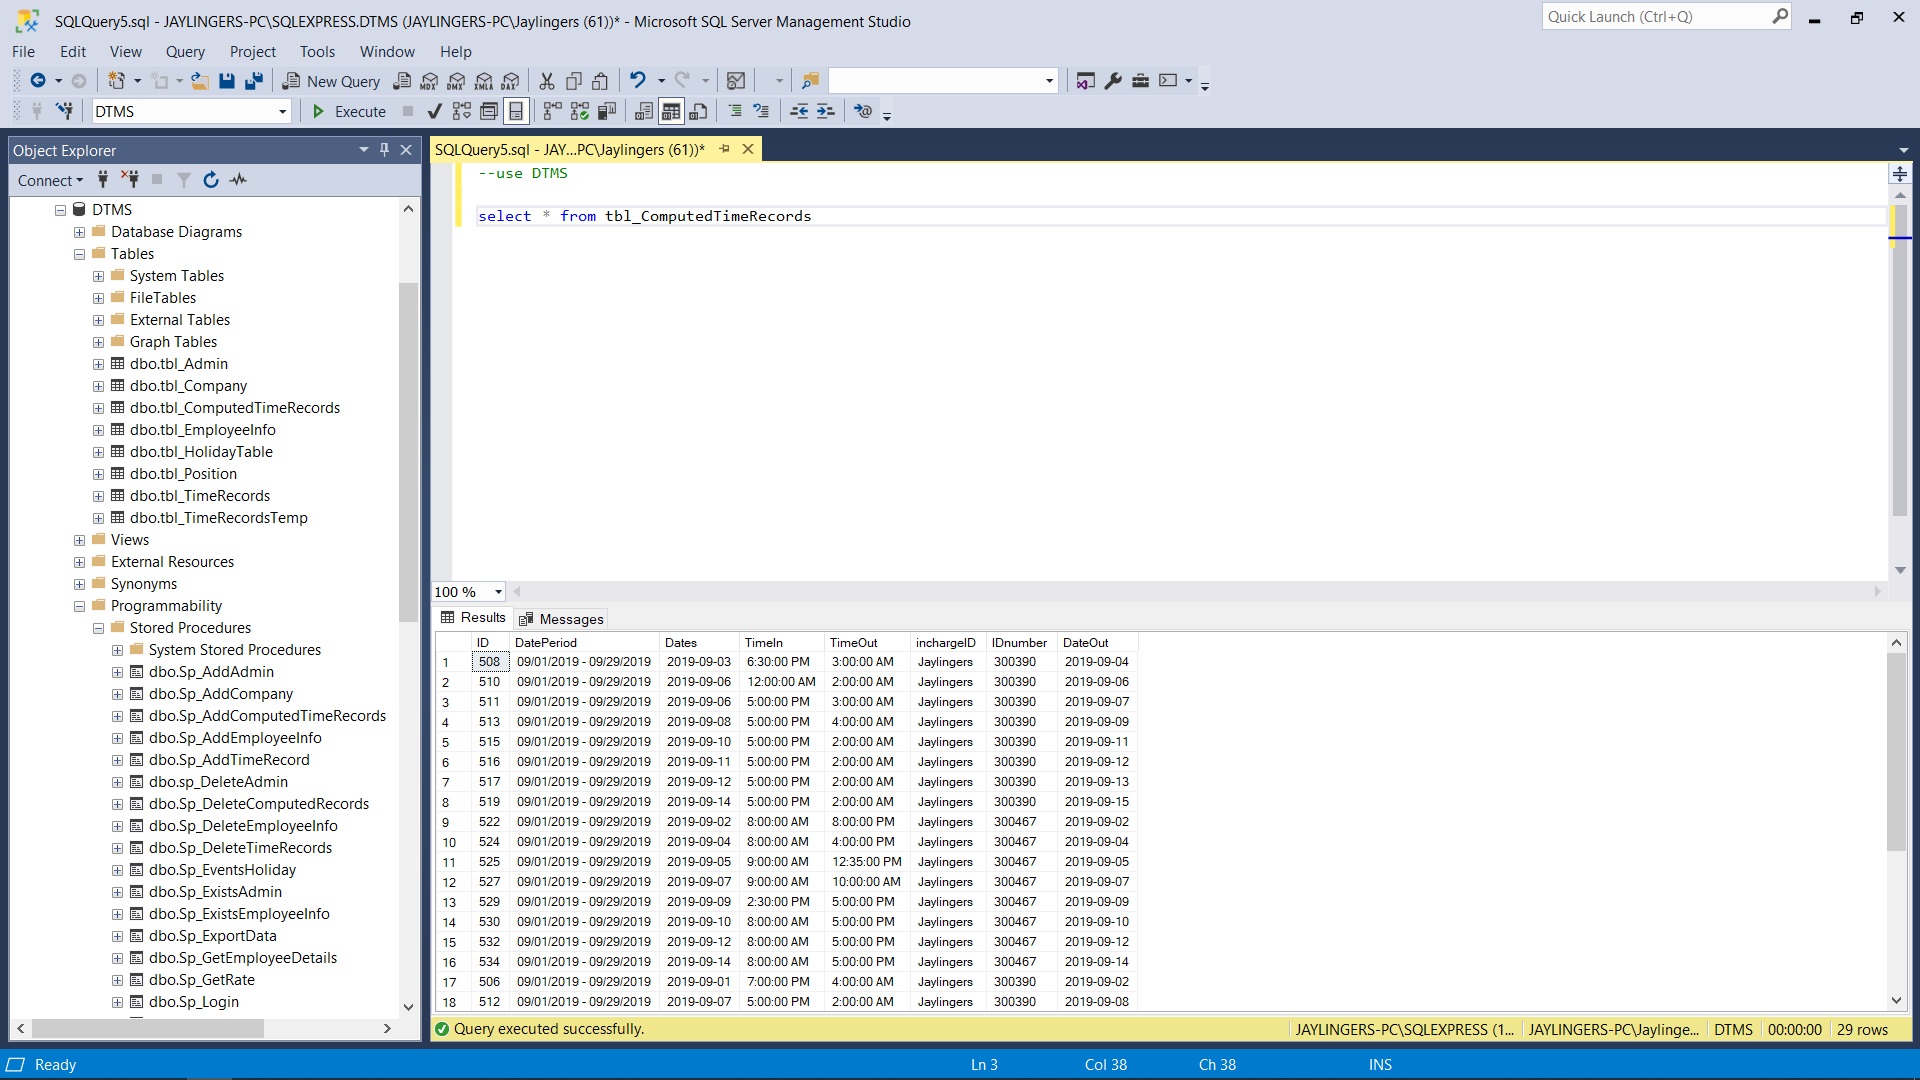 SQLQuery5.sql - JAYLINGERS-PC\SQLEXPRESS.DTMS (JAYLINGERS-PC\Jaylingers (61))* - Microsoft SQL Server Management Studio
Quick Launch (Ctrl+Q)
File Edit View Query Project Tools Window Help
New Query MDX DMX XMLA DAX
DTMS Execute
Object Explorer
SQLQuery5.sql - JAY...PC\Jaylingers (61))*
Connect
DTMS
Database Diagrams
Tables
System Tables
FileTables
External Tables
Graph Tables
dbo.tbl_Admin
dbo.tbl_Company
dbo.tbl_ComputedTimeRecords
dbo.tbl_EmployeeInfo
dbo.tbl_HolidayTable
dbo.tbl_Position
dbo.tbl_TimeRecords
dbo.tbl_TimeRecordsTemp
Views
External Resources
Synonyms
Programmability
Stored Procedures
System Stored Procedures
dbo.Sp_AddAdmin
dbo.Sp_AddCompany
dbo.Sp_AddComputedTimeRecords
dbo.Sp_AddEmployeeInfo
dbo.Sp_AddTimeRecord
dbo.sp_DeleteAdmin
dbo.Sp_DeleteComputedRecords
dbo.Sp_DeleteEmployeeInfo
dbo.Sp_DeleteTimeRecords
dbo.Sp_EventsHoliday
dbo.Sp_ExistsAdmin
dbo.Sp_ExistsEmployeeInfo
dbo.Sp_ExportData
dbo.Sp_GetEmployeeDetails
dbo.Sp_GetRate
dbo.Sp_Login
--use DTMS
select * from tbl_ComputedTimeRecords
100 %
Results Messages
ID DatePeriod Dates TimeIn TimeOut inchargeID IDnumber DateOut
1 508 09/01/2019 - 09/29/2019 2019-09-03 6:30:00 PM 3:00:00 AM Jaylingers 300390 2019-09-04
2 510 09/01/2019 - 09/29/2019 2019-09-06 12:00:00 AM 2:00:00 AM Jaylingers 300390 2019-09-06
3 511 09/01/2019 - 09/29/2019 2019-09-06 5:00:00 PM 3:00:00 AM Jaylingers 300390 2019-09-07
4 513 09/01/2019 - 09/29/2019 2019-09-08 5:00:00 PM 4:00:00 AM Jaylingers 300390 2019-09-09
5 515 09/01/2019 - 09/29/2019 2019-09-10 5:00:00 PM 2:00:00 AM Jaylingers 300390 2019-09-11
6 516 09/01/2019 - 09/29/2019 2019-09-11 5:00:00 PM 2:00:00 AM Jaylingers 300390 2019-09-12
7 517 09/01/2019 - 09/29/2019 2019-09-12 5:00:00 PM 2:00:00 AM Jaylingers 300390 2019-09-13
8 519 09/01/2019 - 09/29/2019 2019-09-14 5:00:00 PM 2:00:00 AM Jaylingers 300390 2019-09-15
9 522 09/01/2019 - 09/29/2019 2019-09-02 8:00:00 AM 8:00:00 PM Jaylingers 300467 2019-09-02
10 524 09/01/2019 - 09/29/2019 2019-09-04 8:00:00 AM 4:00:00 PM Jaylingers 300467 2019-09-04
11 525 09/01/2019 - 09/29/2019 2019-09-05 9:00:00 AM 12:35:00 PM Jaylingers 300467 2019-09-05
12 527 09/01/2019 - 09/29/2019 2019-09-07 9:00:00 AM 10:00:00 AM Jaylingers 300467 2019-09-07
13 529 09/01/2019 - 09/29/2019 2019-09-09 2:30:00 PM 5:00:00 PM Jaylingers 300467 2019-09-09
14 530 09/01/2019 - 09/29/2019 2019-09-10 8:00:00 AM 5:00:00 PM Jaylingers 300467 2019-09-10
15 532 09/01/2019 - 09/29/2019 2019-09-12 8:00:00 AM 5:00:00 PM Jaylingers 300467 2019-09-12
16 534 09/01/2019 - 09/29/2019 2019-09-14 8:00:00 AM 5:00:00 PM Jaylingers 300467 2019-09-14
17 506 09/01/2019 - 09/29/2019 2019-09-01 7:00:00 PM 4:00:00 AM Jaylingers 300390 2019-09-02
18 512 09/01/2019 - 09/29/2019 2019-09-07 5:00:00 PM 2:00:00 AM Jaylingers 300390 2019-09-08
Query executed successfully. JAYLINGERS-PC\SQLEXPRESS (1... JAYLINGERS-PC\Jaylinge... DTMS 00:00:00 29 rows
Ready Ln 3 Col 38 Ch 38 INS